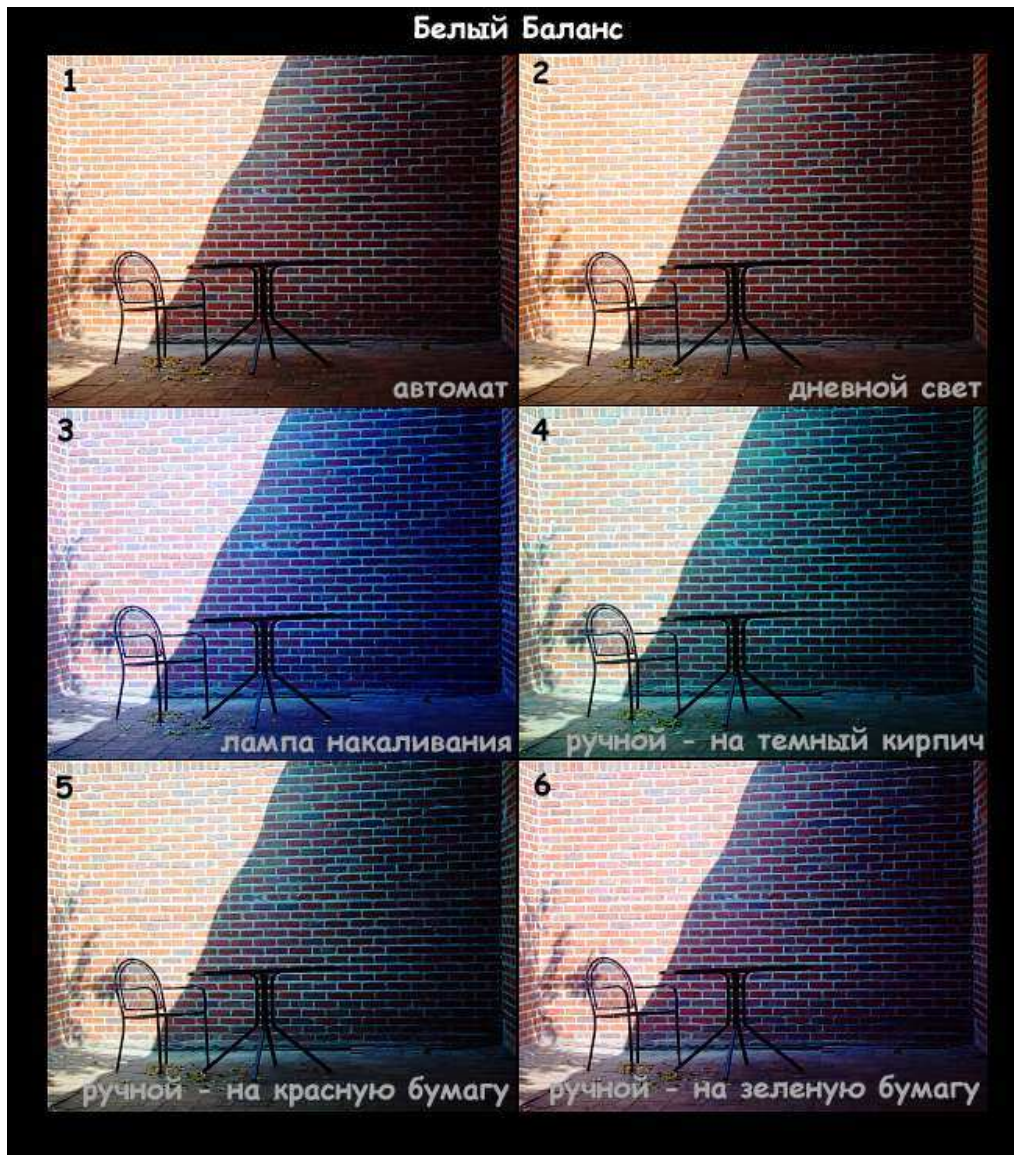 Белый Баланс
1
2
автомат
дневной свет
3
4
лампа накаливания
ручной - на темный кирпич
5
6
ручной - на красную бумагу
ручной - на зеленую бумагу